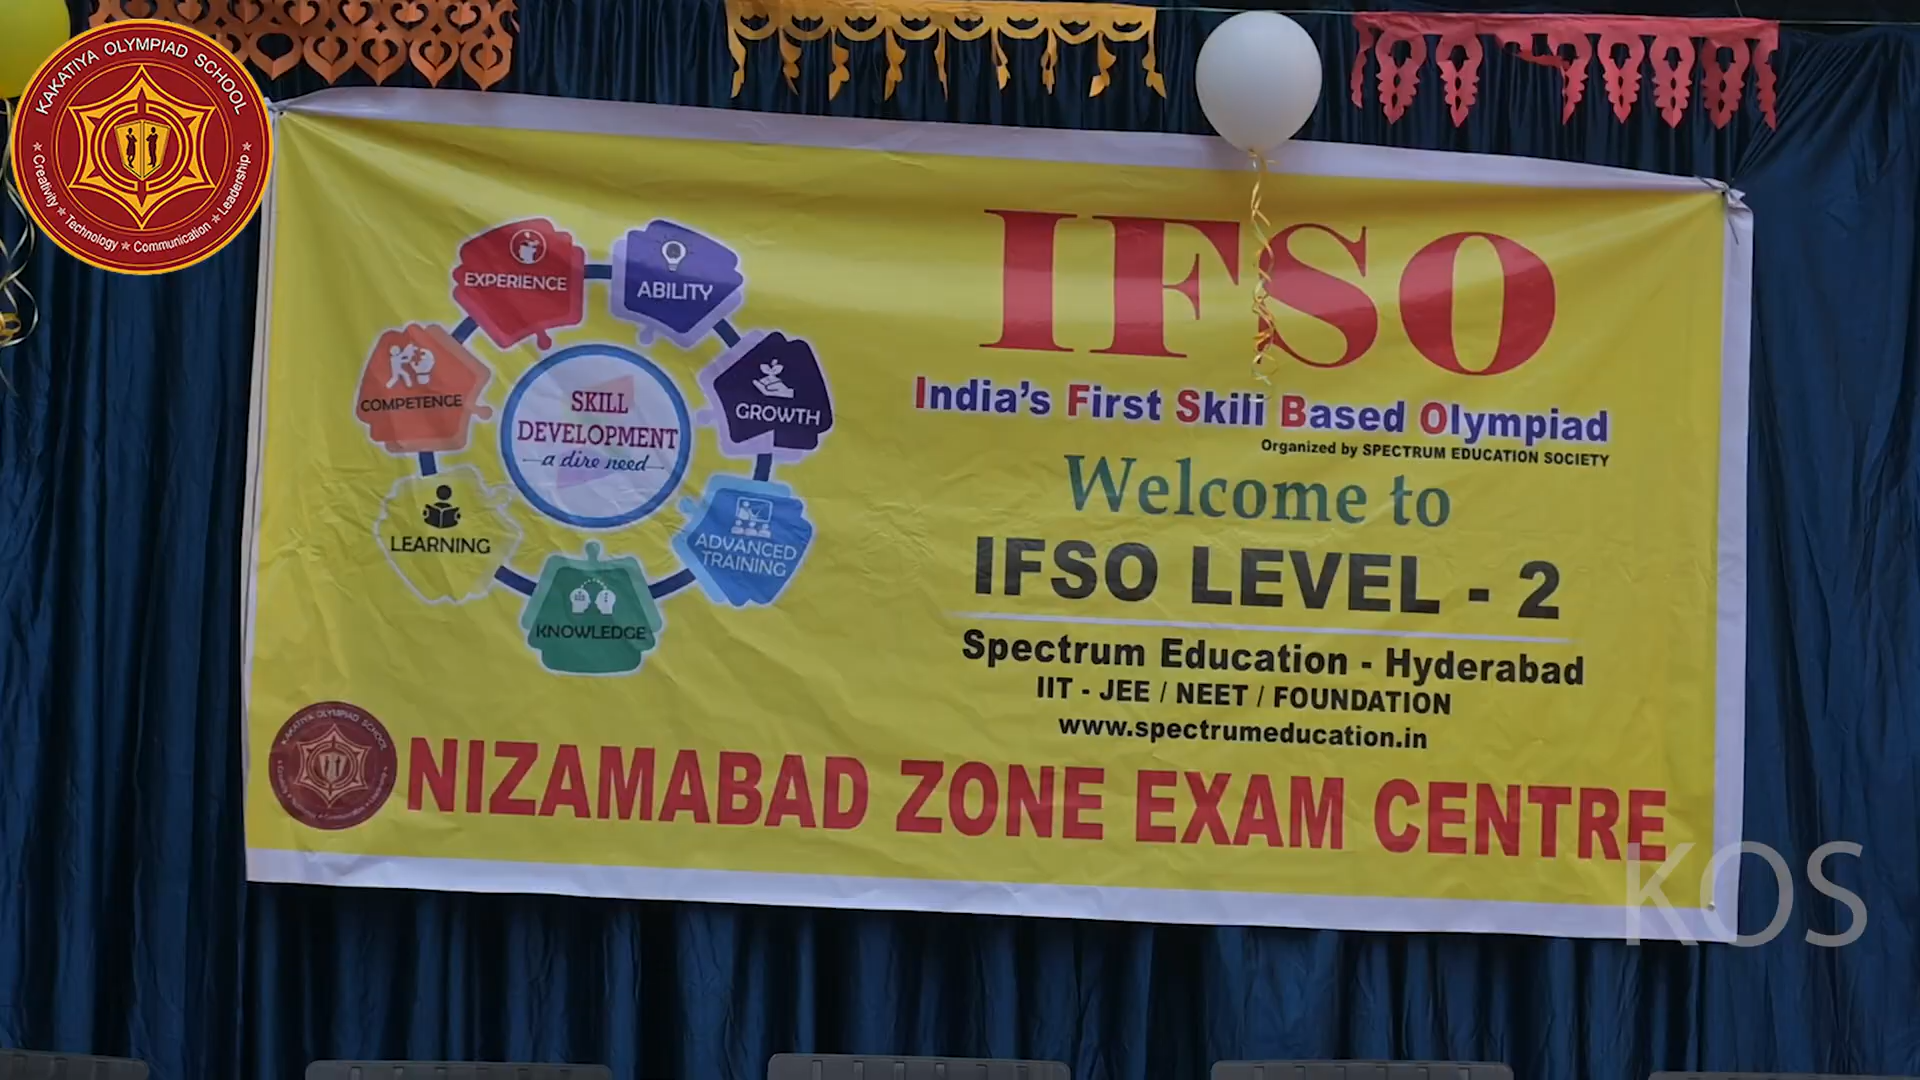 KAKATIYA OLYMPIAD SCHOOL
Creativity ★ Technology ★ Communication ★ Leadership
EXPERIENCE
ABILITY
COMPETENCE
GROWTH
SKILL
DEVELOPMENT
a dire need
LEARNING
ADVANCED
TRAINING
KNOWLEDGE
IFSO
India's First Skill Based Olympiad
Organized by SPECTRUM EDUCATION SOCIETY
Welcome to
IFSO LEVEL - 2
Spectrum Education - Hyderabad
IIT - JEE / NEET / FOUNDATION
www.spectrumeducation.in
KAKATIYA OLYMPIAD SCHOOL
NIZAMABAD ZONE EXAM CENTRE
KOS